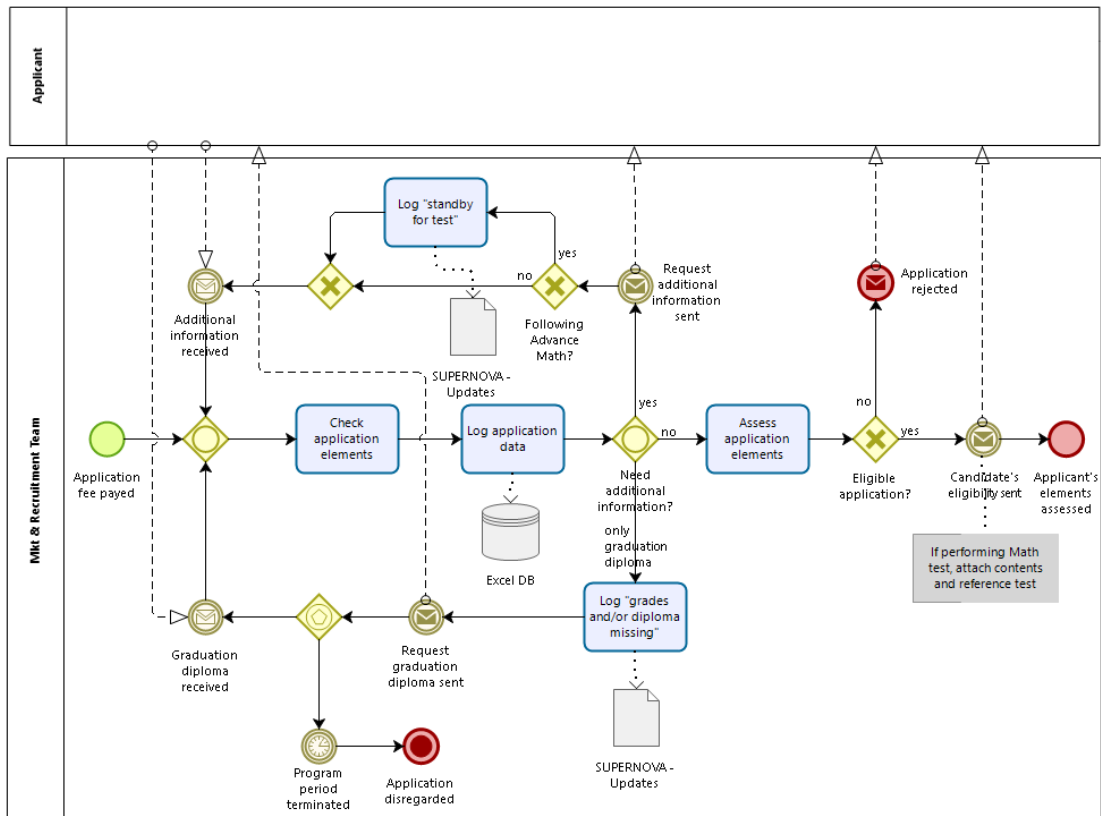 Applicant
Mkt & Recruitment Team
Log "standby
for test"
yes
no
Following
Advance
Math?
Request
additional
information
sent
Additional
information
received
SUPERNOVA -
Updates
Application
rejected
Application
fee payed
Check
application
elements
Log application
data
yes
no
Need
additional
information?
only
graduation
diploma
Assess
application
elements
no
yes
Eligible
application?
Candidate's
eligibility sent
Applicant's
elements
assessed
Excel DB
If performing Math
test, attach contents
and reference test
Log "grades
and/or diploma
missing"
Request
graduation
diploma sent
Graduation
diploma
received
Program
period
terminated
Application
disregarded
SUPERNOVA -
Updates